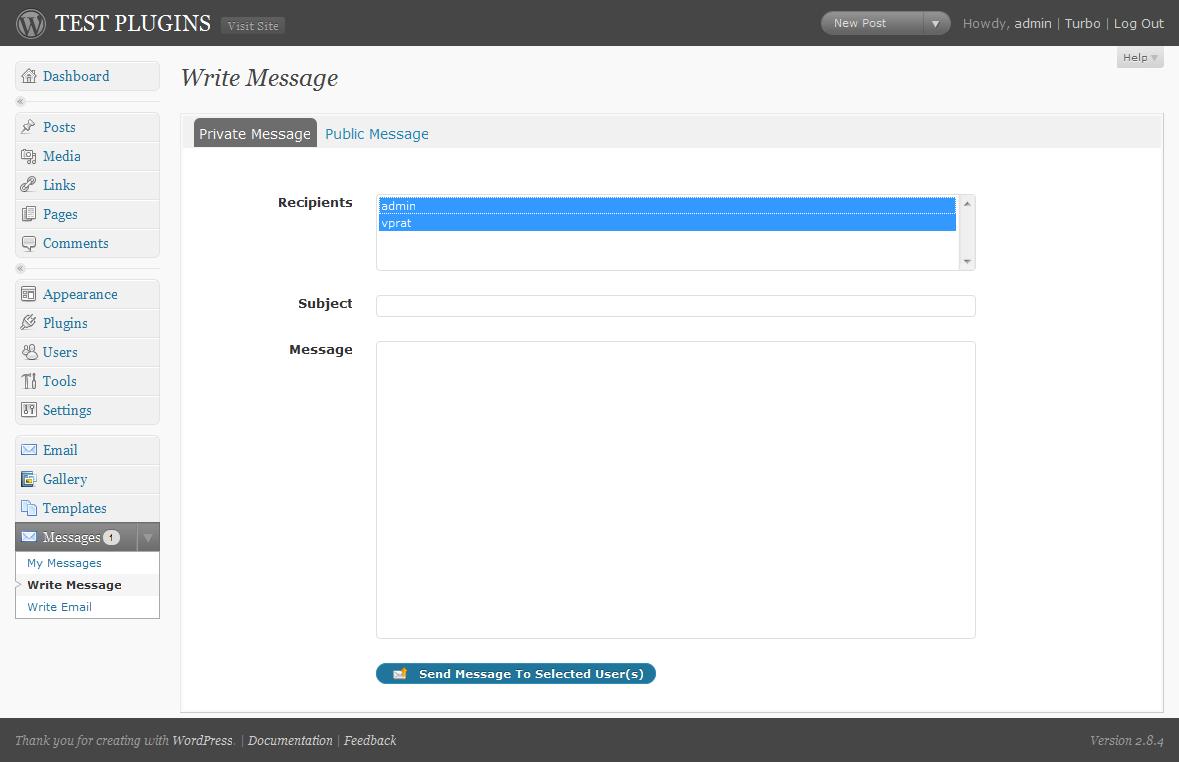 TEST PLUGINS Visit Site New Post Howdy, admin | Turbo | Log Out
Help
Dashboard
Posts
Media
Links
Pages
Comments
Appearance
Plugins
Users
Tools
Settings
Email
Gallery
Templates
Messages 1
My Messages
Write Message
Write Email
Write Message
Private Message Public Message
Recipients
admin
vprat
Subject
Message
Send Message To Selected User(s)
Thank you for creating with WordPress. | Documentation | Feedback Version 2.8.4